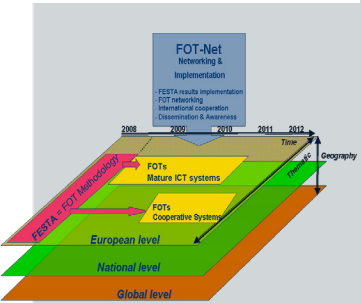 FOT-Net
Networking &
Implementation
- FESTA results implementation
- FOT networking
- International cooperation
- Dissemination & Awareness
2008 2009 2010 2011 2012
Time
Geography
Thematic
FESTA = FOT Methodology
FOTs
Mature ICT systems
FOTs
Cooperative Systems
European level
National level
Global level